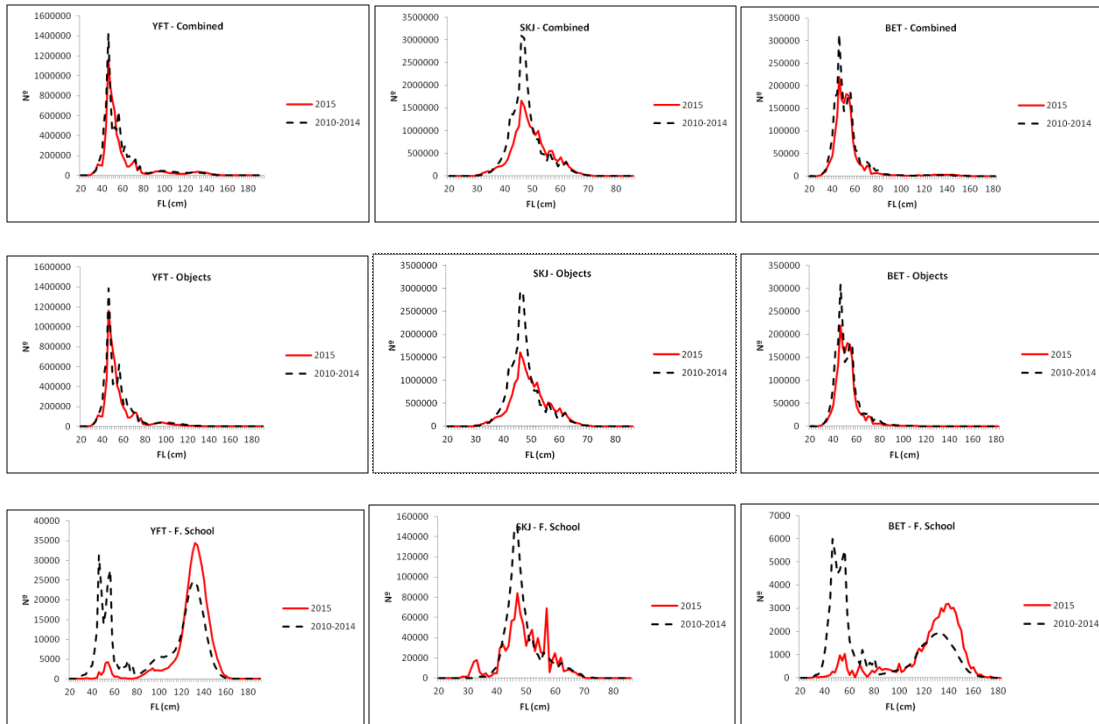 YFT - Combined
1600000
1400000
1200000
1000000
800000
600000
400000
200000
0
Nº
20 40 60 80 100 120 140 160 180
FL (cm)
2015
2010-2014
SKJ - Combined
3500000
3000000
2500000
2000000
1500000
1000000
500000
0
Nº
20 30 40 50 60 70 80
FL (cm)
2015
2010-2014
BET - Combined
350000
300000
250000
200000
150000
100000
50000
0
Nº
20 40 60 80 100 120 140 160 180
FL (cm)
2015
2010-2014
YFT - Objects
1600000
1400000
1200000
1000000
800000
600000
400000
200000
0
Nº
20 40 60 80 100 120 140 160 180
FL (cm)
2015
2010-2014
SKJ - Objects
3500000
3000000
2500000
2000000
1500000
1000000
500000
0
Nº
20 30 40 50 60 70 80
FL (cm)
2015
2010-2014
BET - Objects
350000
300000
250000
200000
150000
100000
50000
0
Nº
20 40 60 80 100 120 140 160 180
FL (cm)
2015
2010-2014
YFT - F. School
40000
35000
30000
25000
20000
15000
10000
5000
0
Nº
20 40 60 80 100 120 140 160 180
FL (cm)
2015
2010-2014
SKJ - F. School
160000
140000
120000
100000
80000
60000
40000
20000
0
Nº
20 30 40 50 60 70 80
FL (cm)
2015
2010-2014
BET - F. School
7000
6000
5000
4000
3000
2000
1000
0
Nº
20 40 60 80 100 120 140 160 180
FL (cm)
2015
2010-2014